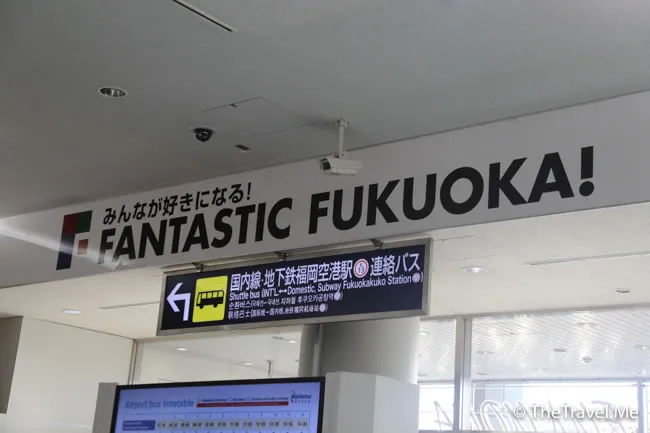 みんなが好きになる!
FANTASTIC FUKUOKA!
国内線・地下鉄福岡空港駅 連絡バス
Shuttle bus (INT'L ↔ Domestic, Subway Fukuokakuko Station)
Airport bus timetable
© TheTravel.Me